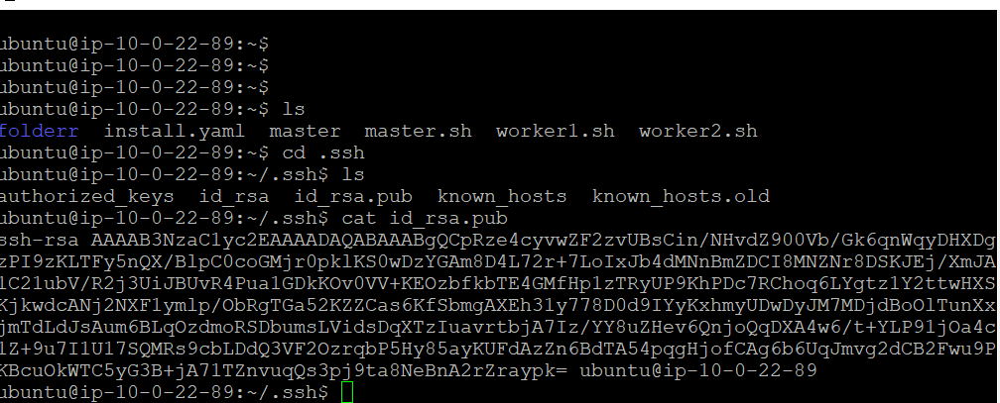 ubuntu@ip-10-0-22-89:~$
ubuntu@ip-10-0-22-89:~$
ubuntu@ip-10-0-22-89:~$
ubuntu@ip-10-0-22-89:~$ ls
folderr  install.yaml  master  master.sh  worker1.sh  worker2.sh
ubuntu@ip-10-0-22-89:~$ cd .ssh
ubuntu@ip-10-0-22-89:~/.ssh$ ls
authorized_keys  id_rsa  id_rsa.pub  known_hosts  known_hosts.old
ubuntu@ip-10-0-22-89:~/.ssh$ cat id_rsa.pub
ssh-rsa AAAAB3NzaC1yc2EAAAADAQABAAABgQCpRze4cyvwZF2zvUBsCin/NHvdZ900Vb/Gk6qnWqyDHXDg
zPI9zKLTFy5nQX/BlpC0coGMjr0pklKS0wDzYGAm8D4L72r+7LoIxJb4dMNnBmZDCI8MNZNr8DSKJEj/XmJA
lC21ubV/R2j3UiJBUvR4Pua1GDkKOv0VV+KEOzbfkbTE4GMfHp1zTRyUP9KhPDc7RChoq6LYgtz1Y2ttwHXS
KjkwdcANj2NXF1ymlp/ObRgTGa52KZZCas6KfSbmgAXEh31y778D0d9IYyKxhmyUDwDyJM7MDjdBoOlTunXx
jmTdLdJsAum6BLqOzdmoRSDbumsLVidsDqXTzIuavrtbjA7Iz/YY8uZHev6QnjoQqDXA4w6/t+YLP91jOa4c
lZ+9u7I1U17SQMRs9cbLDdQ3VF2OzrqbP5Hy85ayKUFdAzZn6BdTA54pqgHjofCAg6b6UqJmvg2dCB2Fwu9P
KBcuOkWTC5yG3B+jA71TZnvuqQs3pj9ta8NeBnA2rZraypk= ubuntu@ip-10-0-22-89
ubuntu@ip-10-0-22-89:~/.ssh$